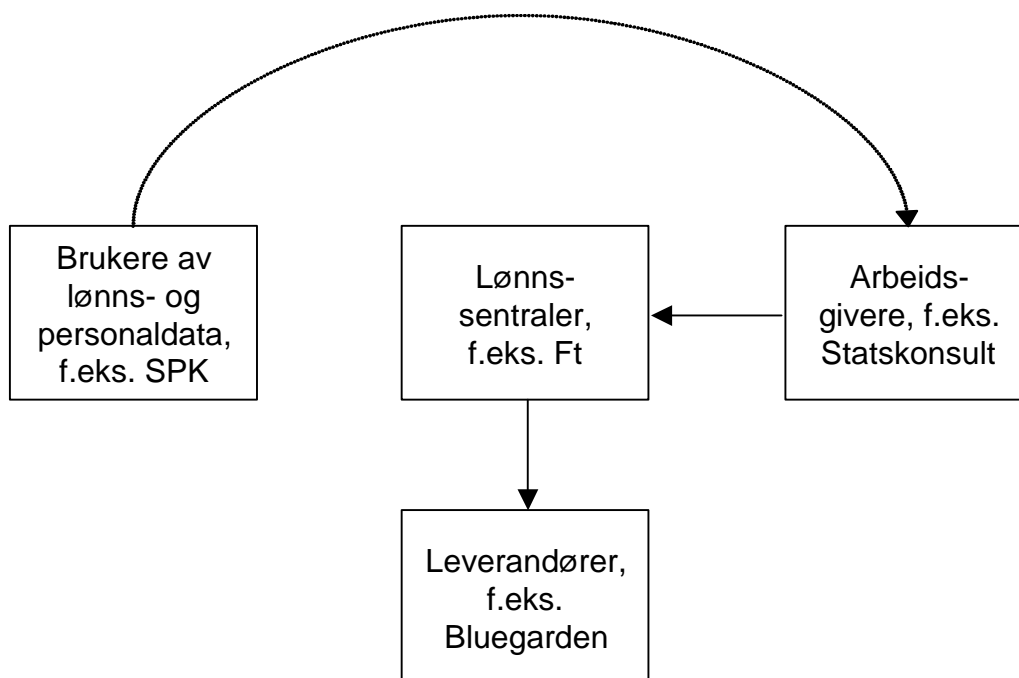 Brukere av
lønns- og
personaldata,
f.eks. SPK
Lønns-
sentraler,
f.eks. Ft
Arbeids-
givere, f.eks.
Statskonsult
Leverandører,
f.eks.
Bluegarden